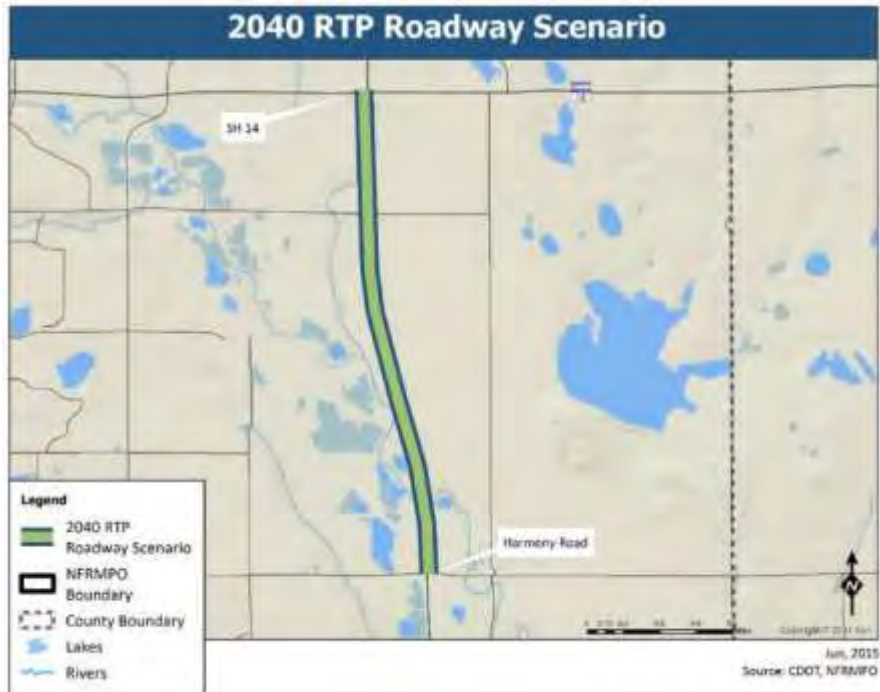 2040 RTP Roadway Scenario
SH-14
Harmony Road
Legend
2040 RTP
Roadway Scenario
NFRMPO
Boundary
County Boundary
Lakes
Rivers
N
Jun, 2015
Source: CDOT, NFRMPO